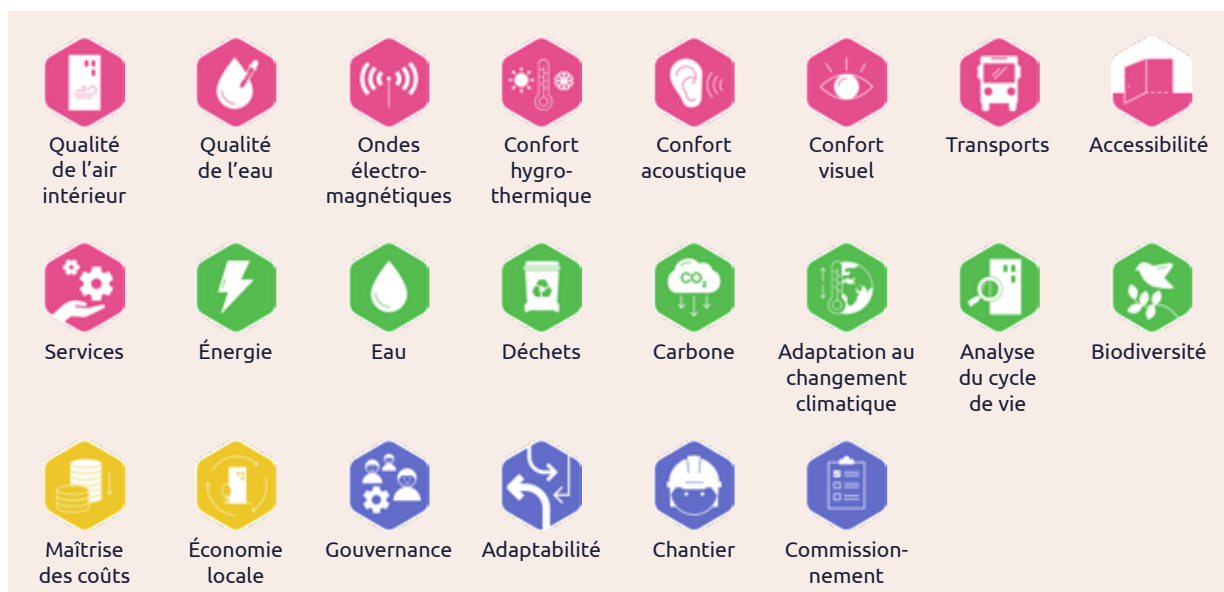 Qualité
de l’air
intérieur
Qualité
de l’eau
Ondes
électro-
magnétiques
Confort
hygro-
thermique
Confort
acoustique
Confort
visuel
Transports
Accessibilité
Services
Énergie
Eau
Déchets
CO2
Carbone
Adaptation au
changement
climatique
Analyse
du cycle
de vie
Biodiversité
Maîtrise
des coûts
Économie
locale
Gouvernance
Adaptabilité
Chantier
Commission-
nement